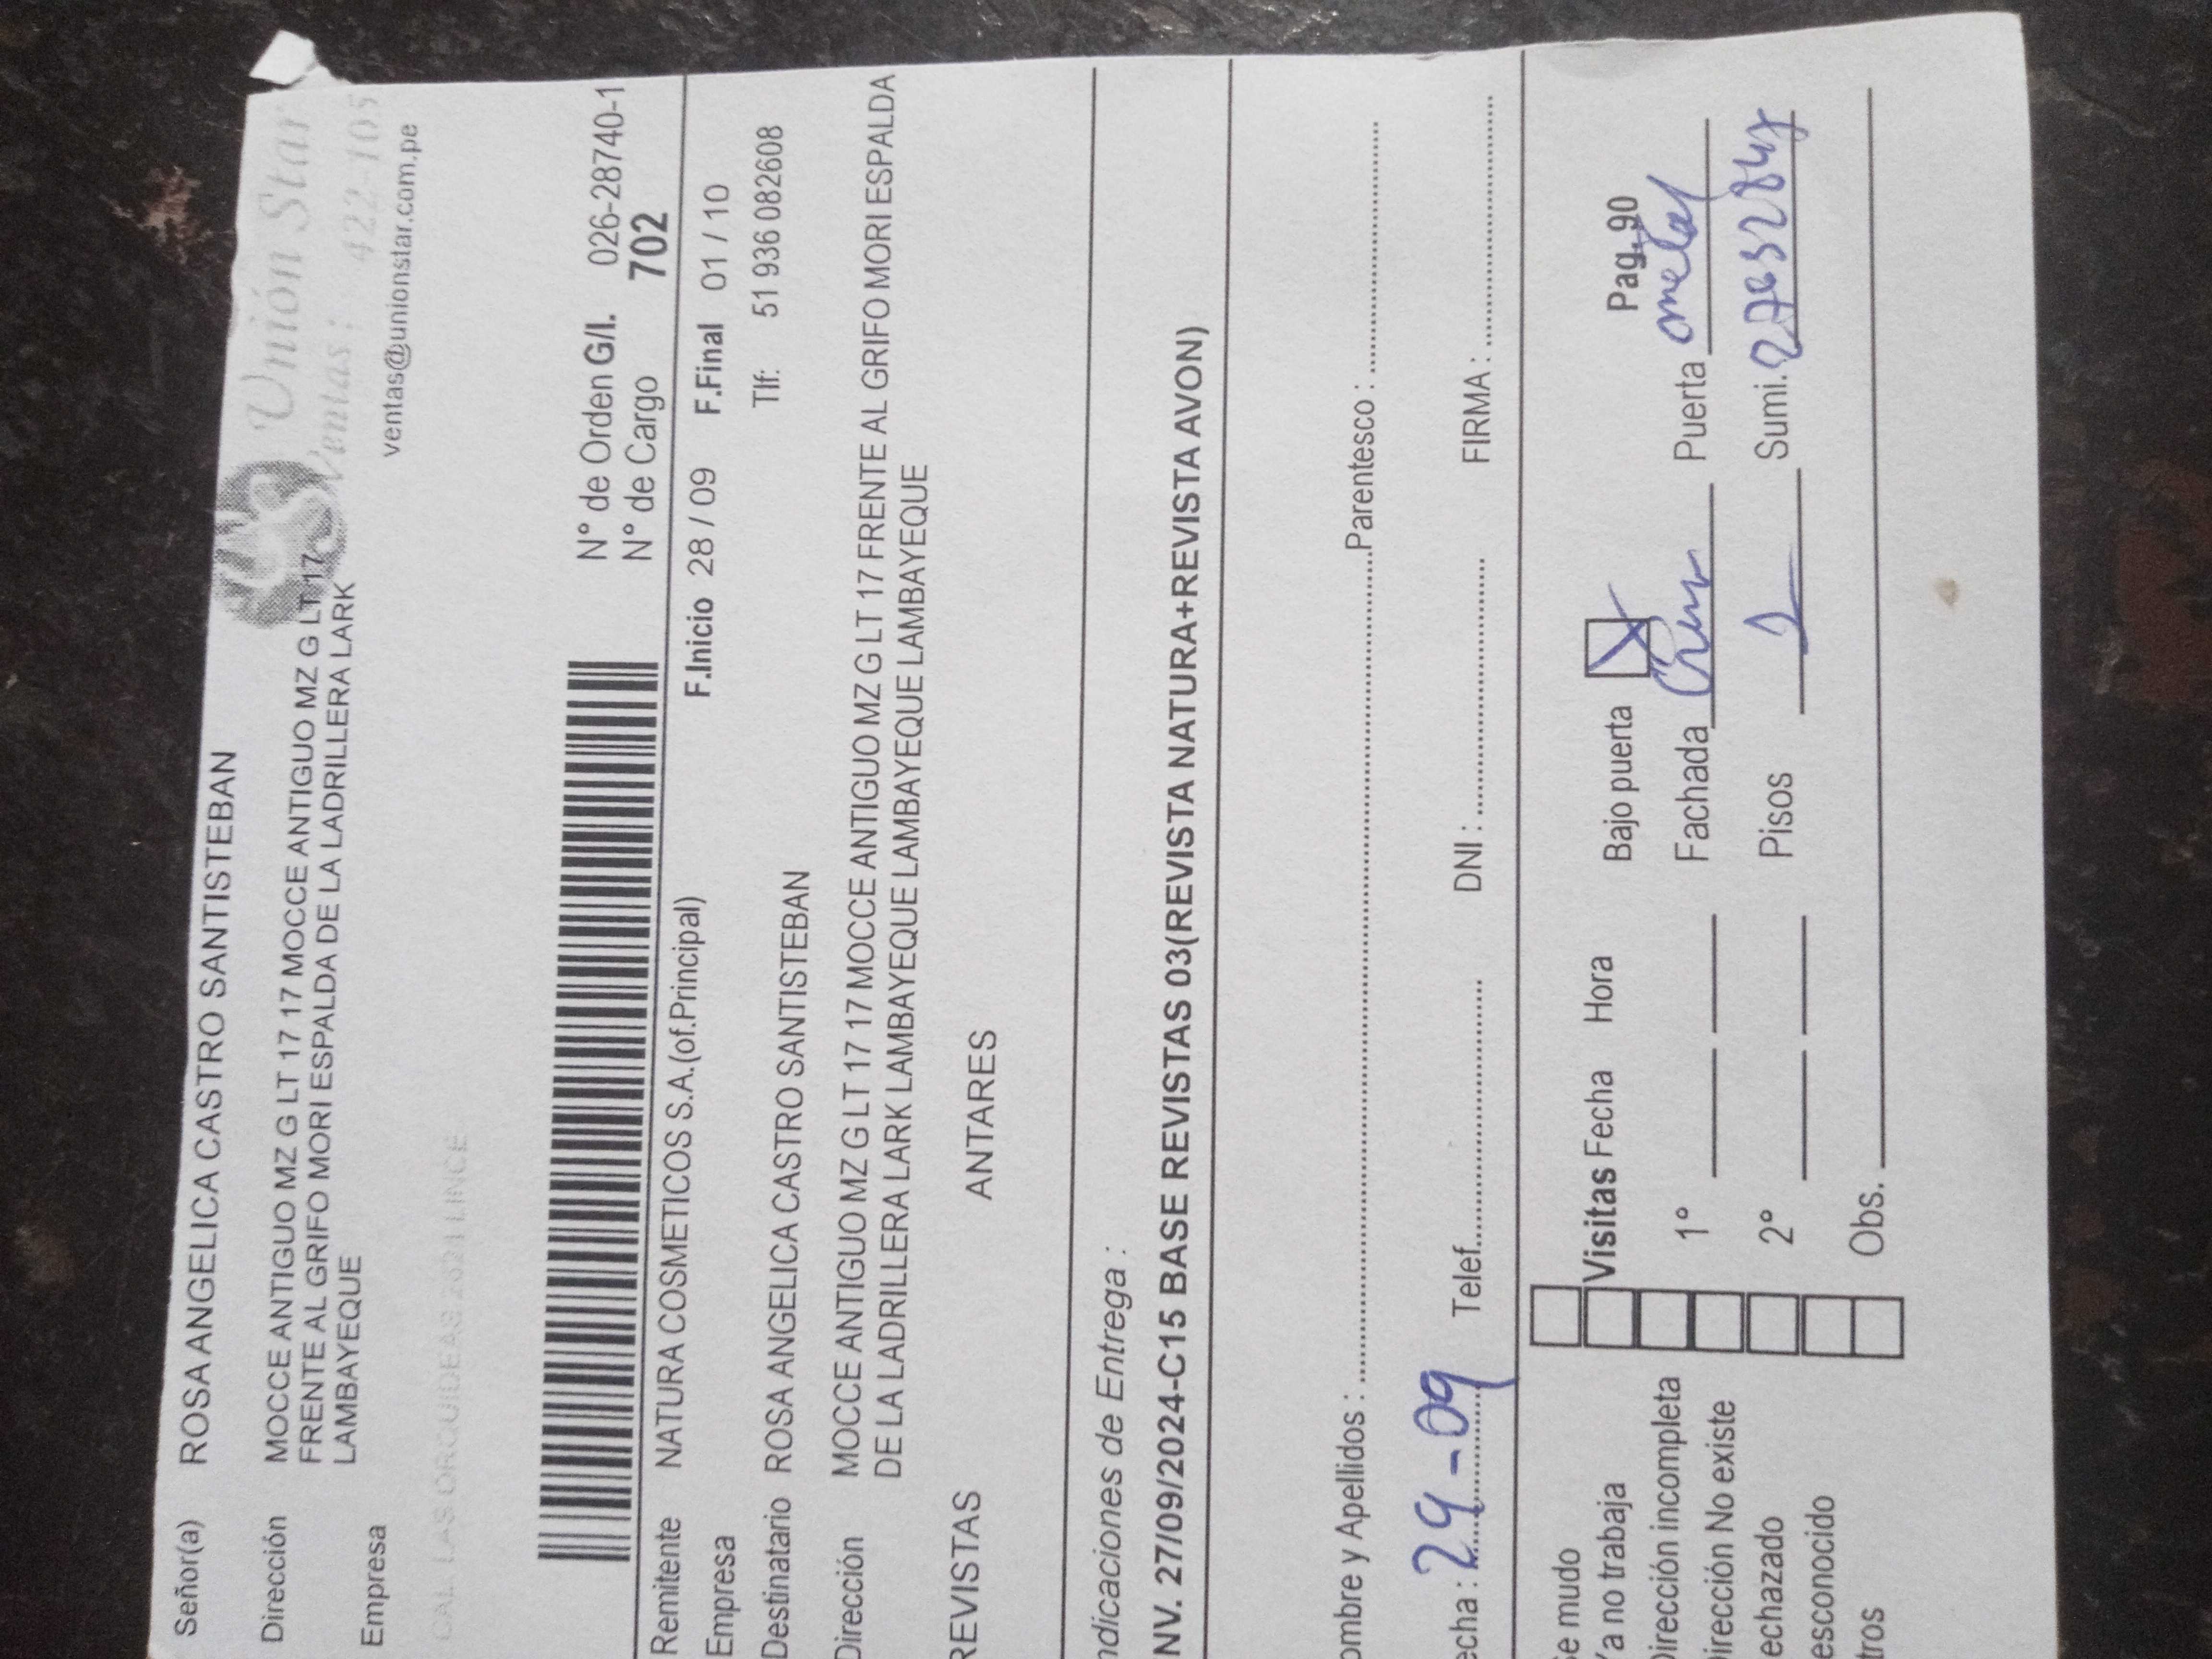 Señor(a) ROSA ANGELICA CASTRO SANTISTEBAN
Unión Star
Ventas: 422-105
ventas@unionstar.com.pe
Dirección MOCCE ANTIGUO MZ G LT 17 17 MOCCE ANTIGUO MZ G LT 17
FRENTE AL GRIFO MORI ESPALDA DE LA LADRILLERA LARK
LAMBAYEQUE
Empresa
CAL. LAS ORQUIDEAS 2621 LINCE
N° de Orden G/I. 026-28740-1
N° de Cargo 702
Remitente NATURA COSMETICOS S.A.(of.Principal) F.Inicio 28 / 09 F.Final 01 / 10
Empresa
Tlf: 51 936 082608
Destinatario ROSA ANGELICA CASTRO SANTISTEBAN
Dirección MOCCE ANTIGUO MZ G LT 17 17 MOCCE ANTIGUO MZ G LT 17 FRENTE AL GRIFO MORI ESPALDA
DE LA LADRILLERA LARK LAMBAYEQUE LAMBAYEQUE LAMBAYEQUE
REVISTAS ANTARES
ndicaciones de Entrega :
NV. 27/09/2024-C15 BASE REVISTAS 03(REVISTA NATURA+REVISTA AVON)
ombre y Apellidos : Parentesco :
echa : 29-09 Telef. DNI : FIRMA :
Se mudo
Ya no trabaja Visitas Fecha Hora Bajo puerta Pag. 90
Dirección incompleta
1° Fachada Puerta metal
Dirección No existe
echazado 2° Pisos 1 Sumi.
esconocido
tros Obs.